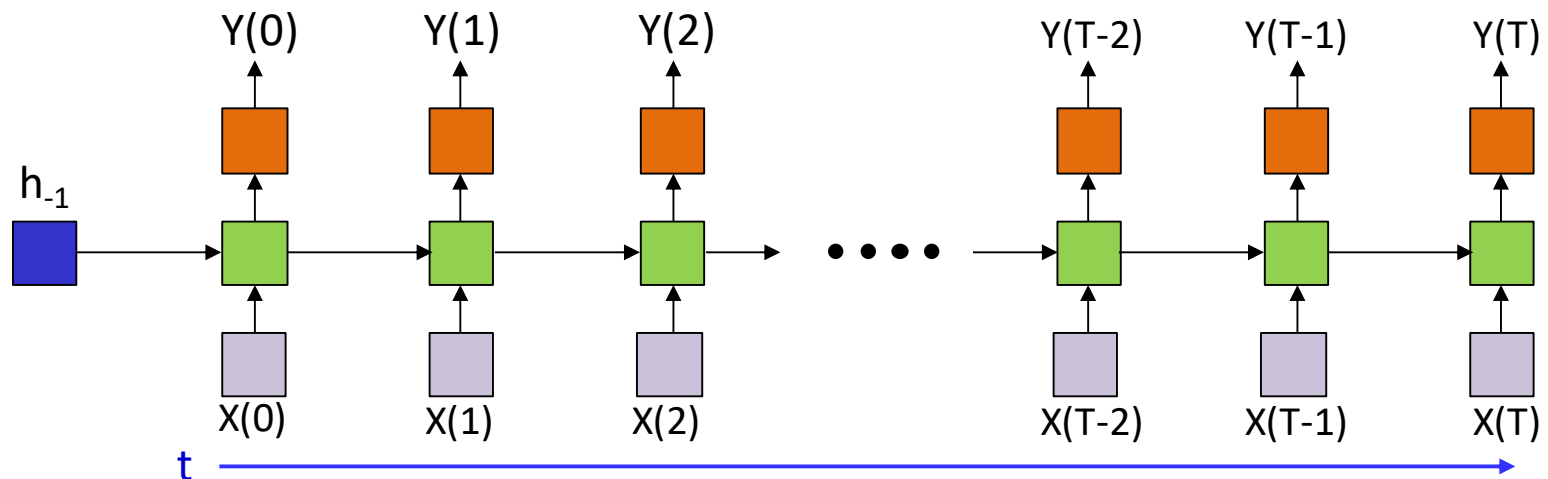 Y(0) Y(1) Y(2) Y(T-2) Y(T-1) Y(T)
h-1
X(0) X(1) X(2) X(T-2) X(T-1) X(T)
t